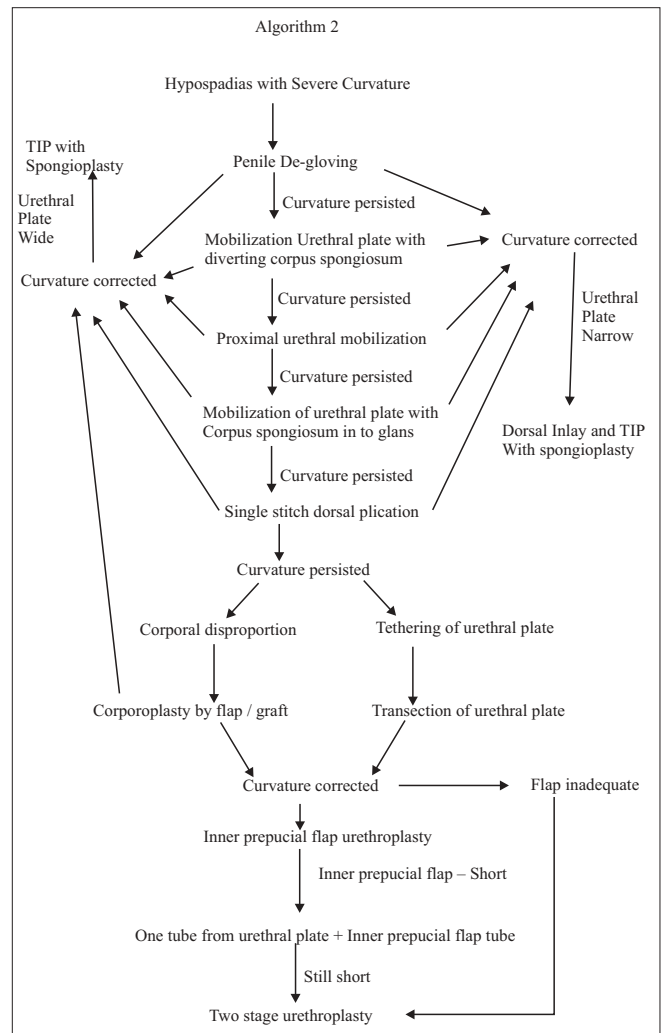 Algorithm 2
Hypospadias with Severe Curvature
TIP with
Spongioplasty
Penile De-gloving
Urethral
Plate
Wide
Curvature persisted
Mobilization Urethral plate with
diverting corpus spongiosum
Curvature corrected
Curvature corrected
Curvature persisted
Urethral
Plate
Narrow
Proximal urethral mobilization
Curvature persisted
Mobilization of urethral plate with
Corpus spongiosum in to glans
Dorsal Inlay and TIP
With spongioplasty
Curvature persisted
Single stitch dorsal plication
Curvature persisted
Corporal disproportion
Tethering of urethral plate
Corporoplasty by flap / graft
Transection of urethral plate
Curvature corrected
Flap inadequate
Inner prepucial flap urethroplasty
Inner prepucial flap – Short
One tube from urethral plate + Inner prepucial flap tube
Still short
Two stage urethroplasty